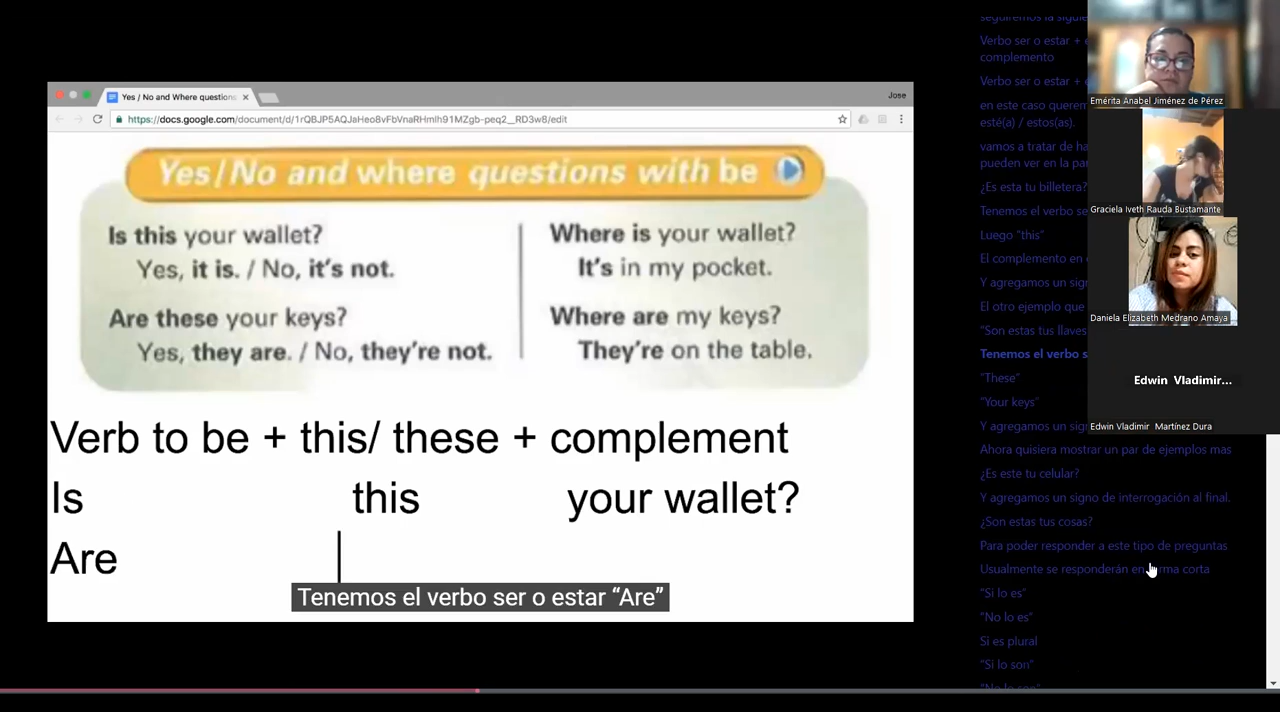 Yes / No and Where questions
Jose
https://docs.google.com/document/d/1rQBJP5AQJaHeo8vFbVnaRHmlh91MZgb-peq2__RD3w8/edit
Yes/No and where questions with be
Is this your wallet?
Yes, it is. / No, it's not.
Are these your keys?
Yes, they are. / No, they're not.
Where is your wallet?
It's in my pocket.
Where are my keys?
They're on the table.
Verb to be + this/ these + complement
Is this your wallet?
Are
Tenemos el verbo ser o estar “Are”
seguiremos la
Verbo ser o estar +
complemento
Verbo ser o estar +
en este caso
esté(a) / estos(as).
vamos a tratar de
pueden ver en la
¿Es esta tu billetera?
Tenemos el verbo
Luego "this"
El complemento en
Y agregamos un
El otro ejemplo que
"Son estas tus llaves
Tenemos el verbo
"These"
"Your keys"
Y agregamos un
Ahora quisiera mostrar un par de ejemplos mas
¿Es este tu celular?
Y agregamos un signo de interrogación al final.
¿Son estas tus cosas?
Para poder responder a este tipo de preguntas
Usualmente se responderán en forma corta
"Si lo es"
"No lo es"
Si es plural
"Si lo son"
"No lo son"
Emérita Anabel Jiménez de Pérez
Graciela Iveth Rauda Bustamante
Daniela Elizabeth Medrano Amaya
Edwin Vladimir...
Edwin Vladimir Martínez Dura